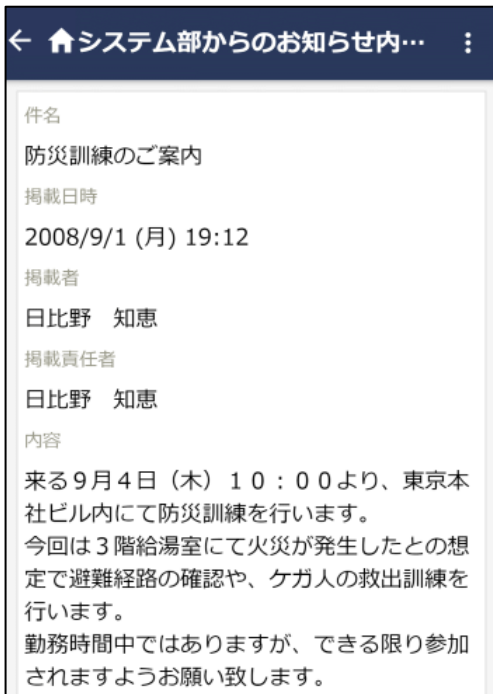 システム部からのお知らせ内…
件名
防災訓練のご案内
掲載日時
2008/9/1 (月) 19:12
掲載者
日比野　知恵
掲載責任者
日比野　知恵
内容
来る９月４日（木）１０：００より、東京本
社ビル内にて防災訓練を行います。
今回は３階給湯室にて火災が発生したとの想
定で避難経路の確認や、ケガ人の救出訓練を
行います。
勤務時間中ではありますが、できる限り参加
されますようお願い致します。